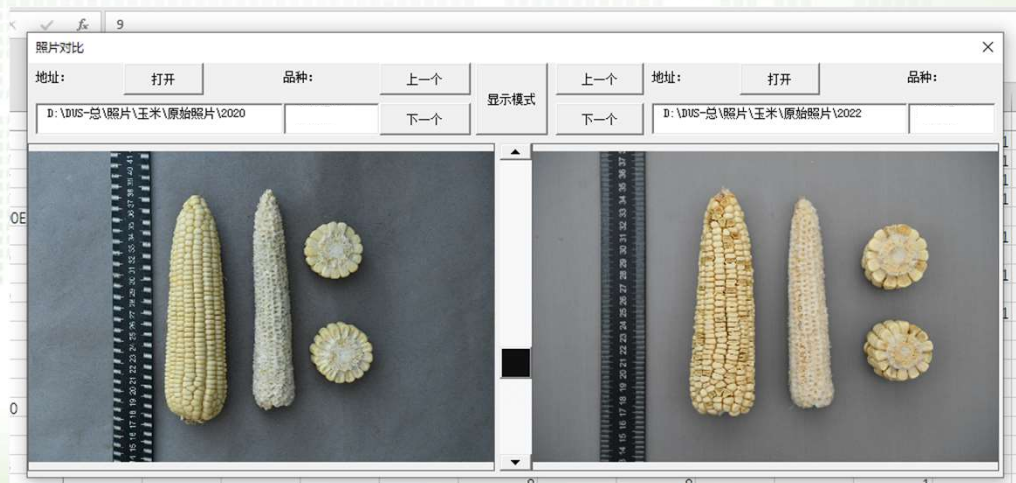 fx 9
照片对比
地址: 打开 品种: 上一个 显示模式 上一个 地址: 打开 品种:
D:\DUS-总\照片\玉米\原始照片\2020 下一个 下一个 D:\DUS-总\照片\玉米\原始照片\2022
OE
0